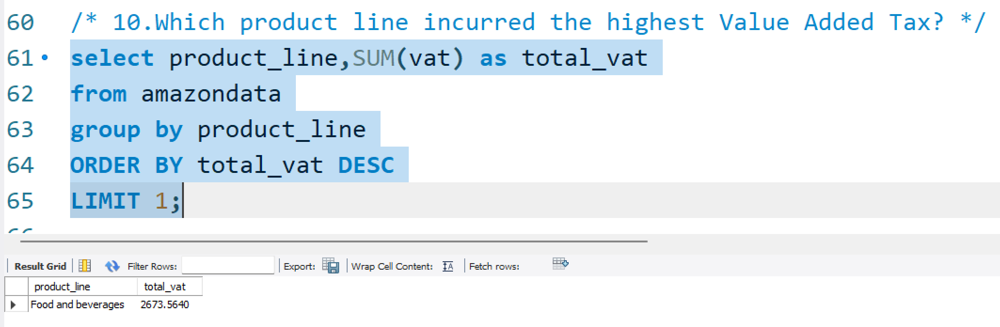 60 /* 10.Which product line incurred the highest Value Added Tax? */
61 select product_line,SUM(vat) as total_vat
62 from amazondata
63 group by product_line
64 ORDER BY total_vat DESC
65 LIMIT 1;
Result Grid Filter Rows: Export: Wrap Cell Content: Fetch rows:
product_line total_vat
Food and beverages 2673.5640